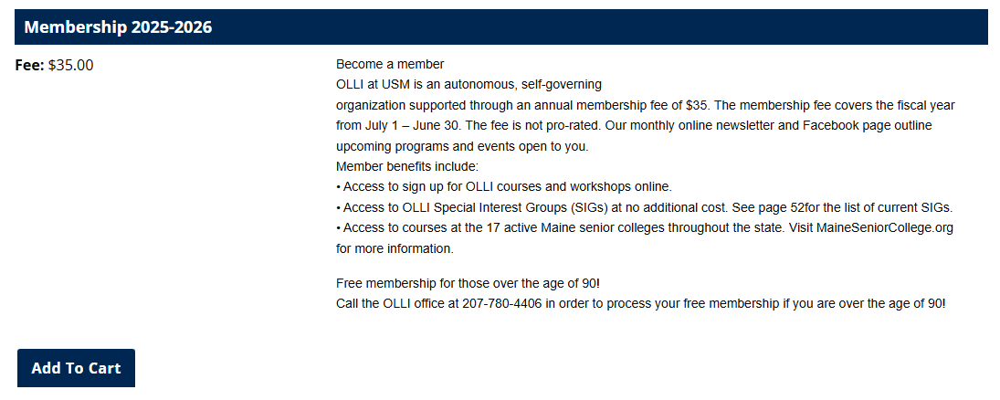 Membership 2025-2026
Fee: $35.00
Become a member
OLLI at USM is an autonomous, self-governing
organization supported through an annual membership fee of $35. The membership fee covers the fiscal year
from July 1 – June 30. The fee is not pro-rated. Our monthly online newsletter and Facebook page outline
upcoming programs and events open to you.
Member benefits include:
• Access to sign up for OLLI courses and workshops online.
• Access to OLLI Special Interest Groups (SIGs) at no additional cost. See page 52for the list of current SIGs.
• Access to courses at the 17 active Maine senior colleges throughout the state. Visit MaineSeniorCollege.org
for more information.
Free membership for those over the age of 90!
Call the OLLI office at 207-780-4406 in order to process your free membership if you are over the age of 90!
Add To Cart